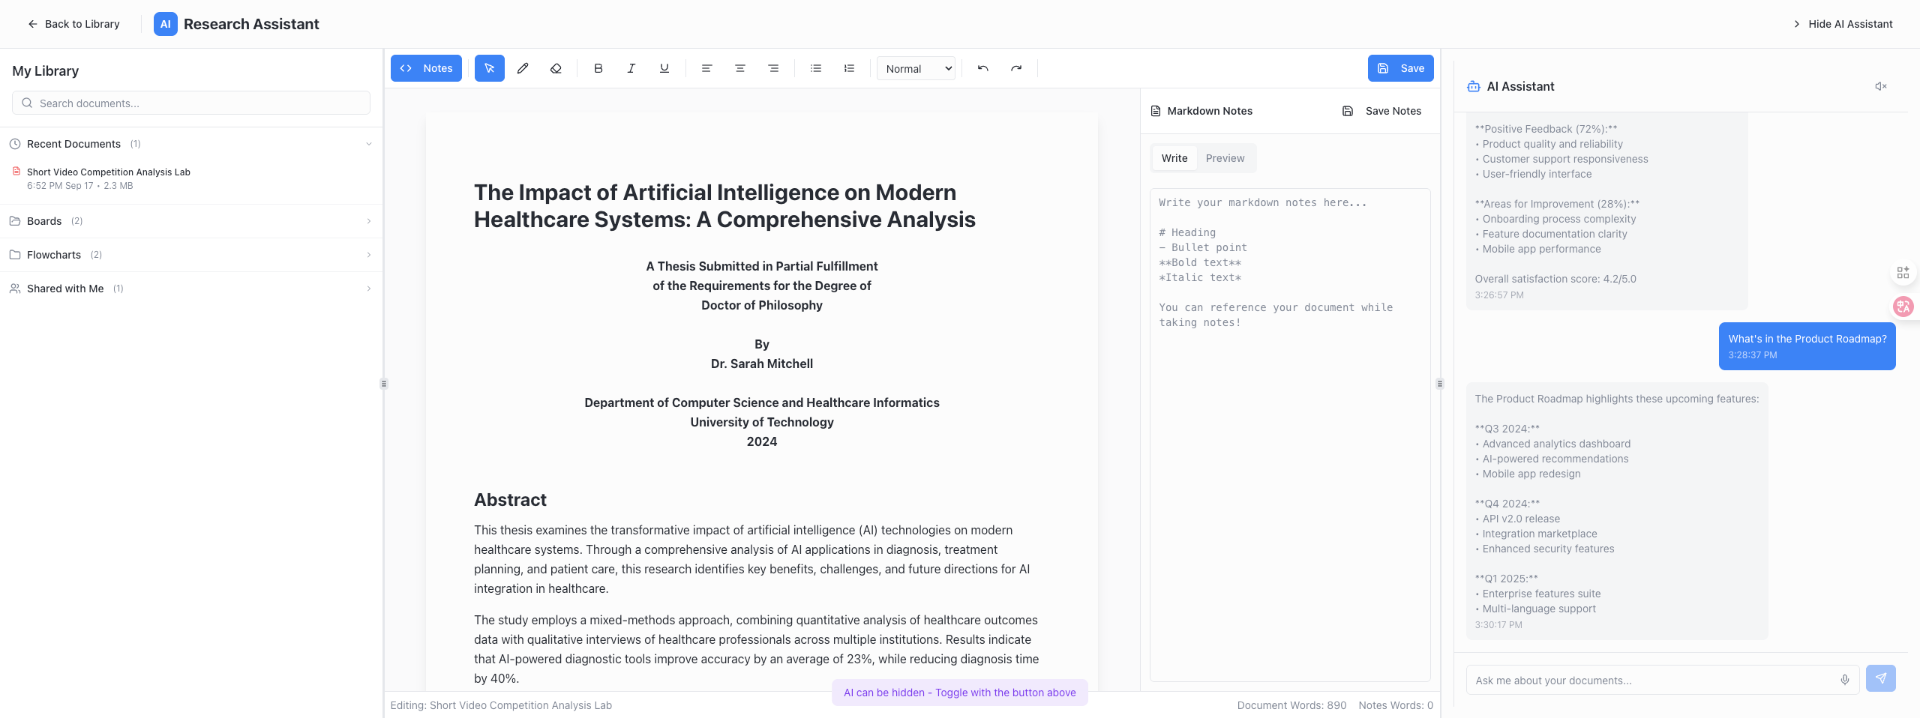 Back to Library
AI Research Assistant
Hide AI Assistant
My Library
Search documents...
Recent Documents (1)
Short Video Competition Analysis Lab
6:52 PM Sep 17 • 2.3 MB
Boards (2)
Flowcharts (2)
Shared with Me (1)
Notes
B I U
Normal
Save
The Impact of Artificial Intelligence on Modern
Healthcare Systems: A Comprehensive Analysis
A Thesis Submitted in Partial Fulfillment
of the Requirements for the Degree of
Doctor of Philosophy
By
Dr. Sarah Mitchell
Department of Computer Science and Healthcare Informatics
University of Technology
2024
Abstract
This thesis examines the transformative impact of artificial intelligence (AI) technologies on modern
healthcare systems. Through a comprehensive analysis of AI applications in diagnosis, treatment
planning, and patient care, this research identifies key benefits, challenges, and future directions for AI
integration in healthcare.
The study employs a mixed-methods approach, combining quantitative analysis of healthcare outcomes
data with qualitative interviews of healthcare professionals across multiple institutions. Results indicate
that AI-powered diagnostic tools improve accuracy by an average of 23%, while reducing diagnosis time
by 40%.
AI can be hidden - Toggle with the button above
Editing: Short Video Competition Analysis Lab
Document Words: 890
Notes Words: 0
Markdown Notes
Save Notes
Write
Preview
Write your markdown notes here...
# Heading
- Bullet point
**Bold text**
*Italic text*
You can reference your document while
taking notes!
AI Assistant
**Positive Feedback (72%):**
• Product quality and reliability
• Customer support responsiveness
• User-friendly interface
**Areas for Improvement (28%):**
• Onboarding process complexity
• Feature documentation clarity
• Mobile app performance
Overall satisfaction score: 4.2/5.0
3:26:57 PM
What's in the Product Roadmap?
3:28:37 PM
The Product Roadmap highlights these upcoming features:
**Q3 2024:**
• Advanced analytics dashboard
• AI-powered recommendations
• Mobile app redesign
**Q4 2024:**
• API v2.0 release
• Integration marketplace
• Enhanced security features
**Q1 2025:**
• Enterprise features suite
• Multi-language support
3:30:17 PM
Ask me about your documents...